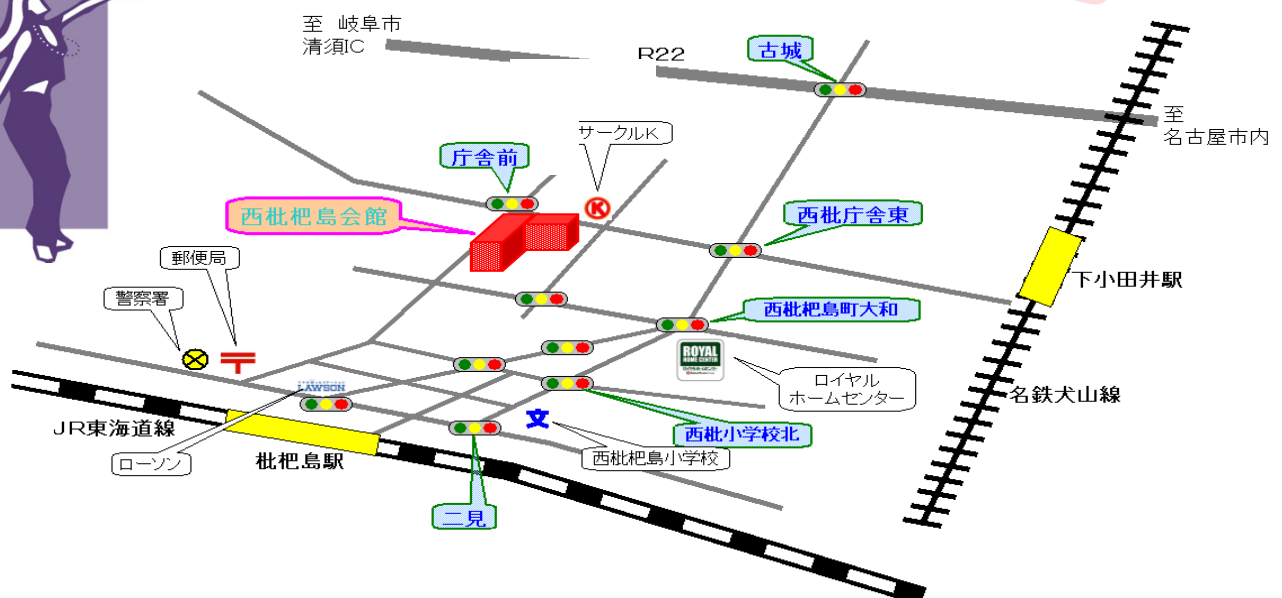 至 岐阜市
清須IC
R22
古城
至
名古屋市内
サークルK
庁舎前
K
西枇杷島会館
西枇庁舎東
郵便局
下小田井駅
警察署
西枇杷島町大和
ROYAL
HOME CENTER
LAWSON
ロイヤル
ホームセンター
名鉄犬山線
JR東海道線
西枇小学校北
文
ローソン
枇杷島駅
西枇杷島小学校
二見